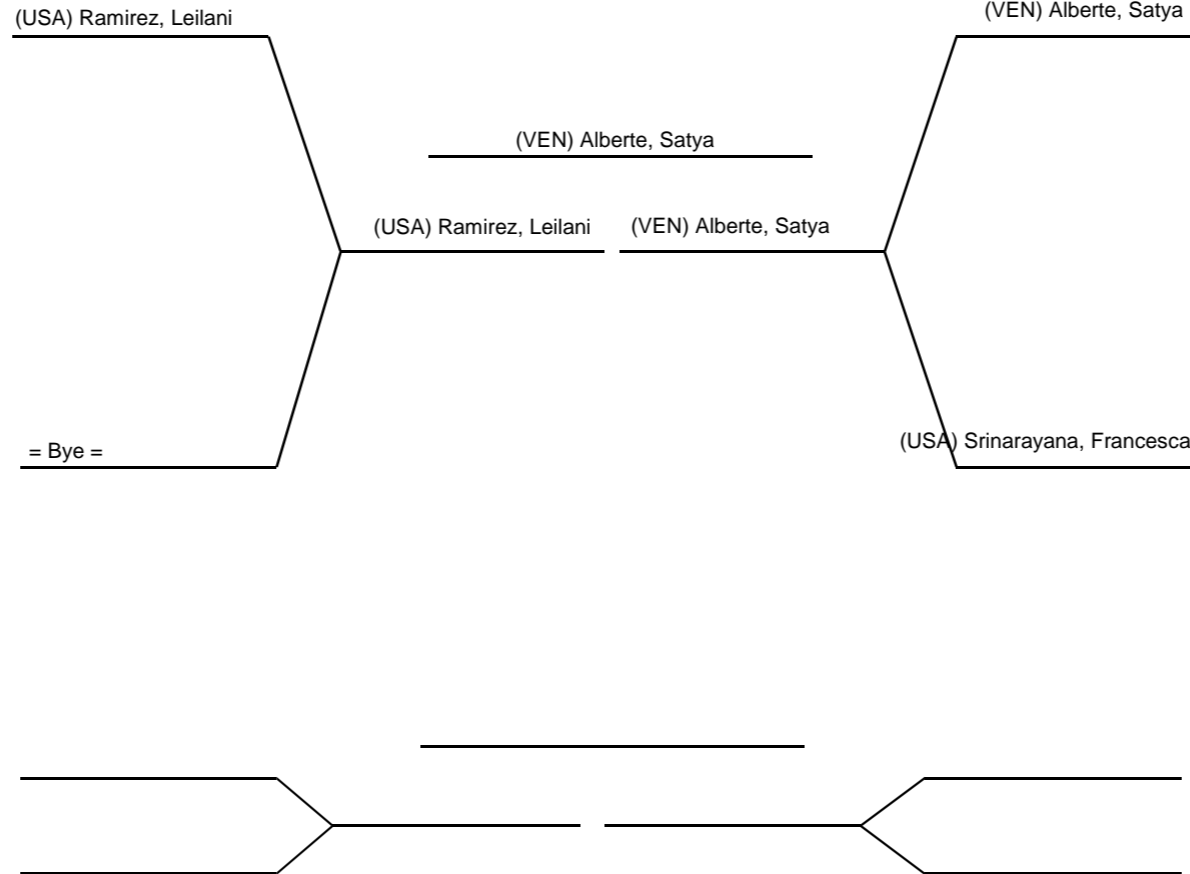 (USA) Ramirez, Leilani
(VEN) Alberte, Satya
(VEN) Alberte, Satya
(USA) Ramirez, Leilani
(VEN) Alberte, Satya
= Bye =
(USA) Srinarayana, Francesca